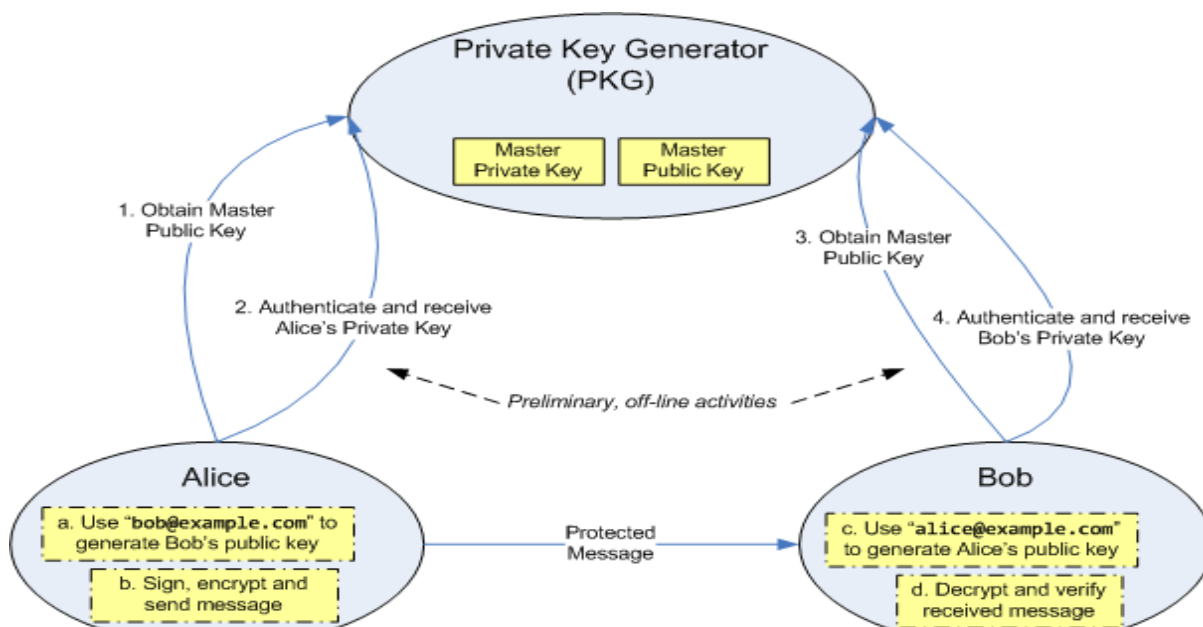 Private Key Generator
(PKG)
Master
Private Key
Master
Public Key
1. Obtain Master
Public Key
2. Authenticate and receive
Alice's Private Key
3. Obtain Master
Public Key
4. Authenticate and receive
Bob's Private Key
Preliminary, off-line activities
Alice
a. Use “bob@example.com” to
generate Bob's public key
b. Sign, encrypt and
send message
Protected
Message
Bob
c. Use “alice@example.com”
to generate Alice's public key
d. Decrypt and verify
received message